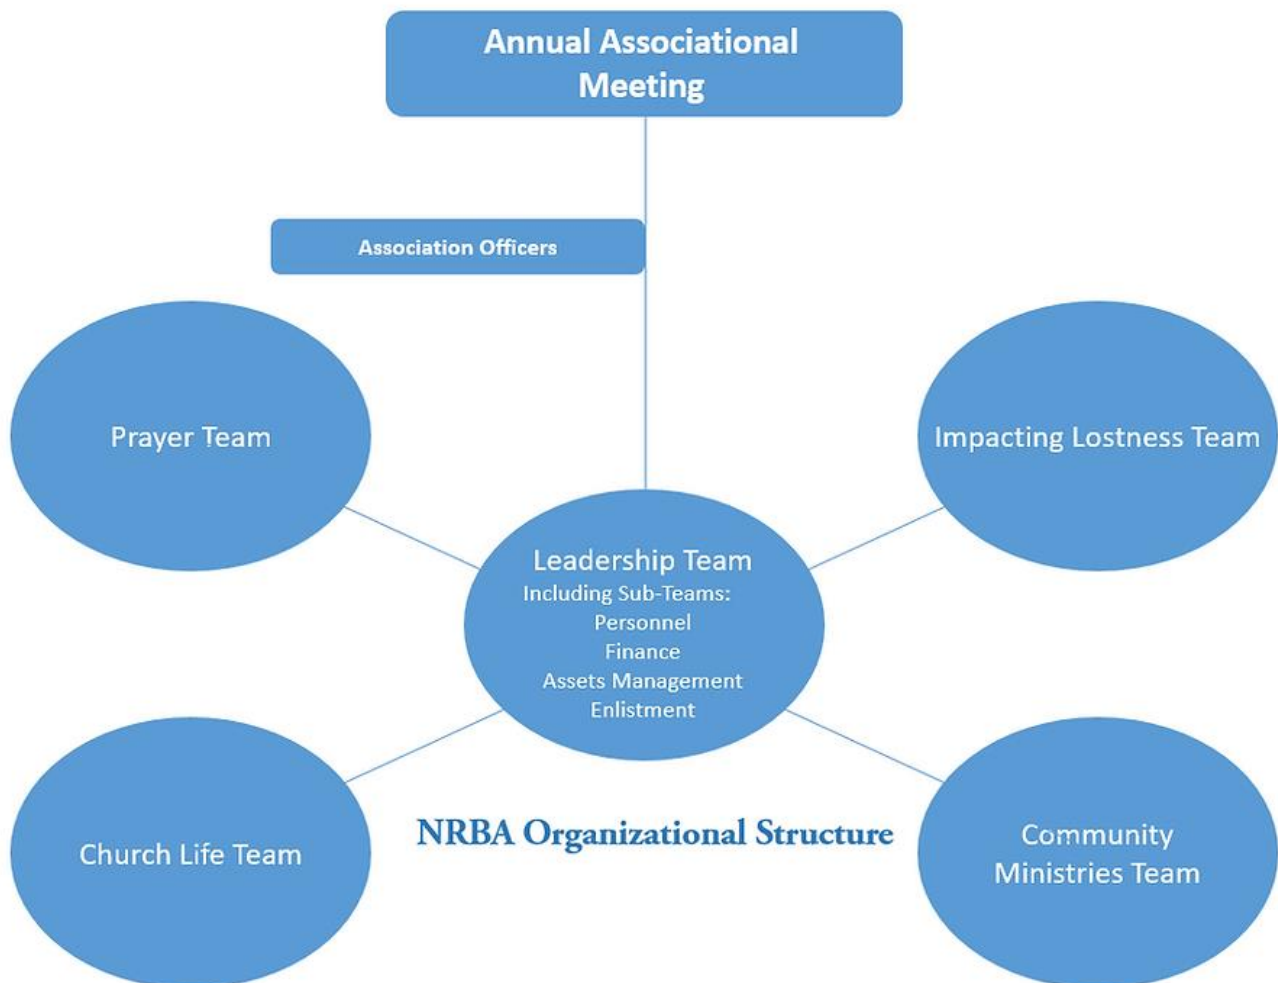 Annual Associational
Meeting
Association Officers
Prayer Team
Impacting Lostness Team
Leadership Team
Including Sub-Teams:
Personnel
Finance
Assets Management
Enlistment
NRBA Organizational Structure
Church Life Team
Community
Ministries Team